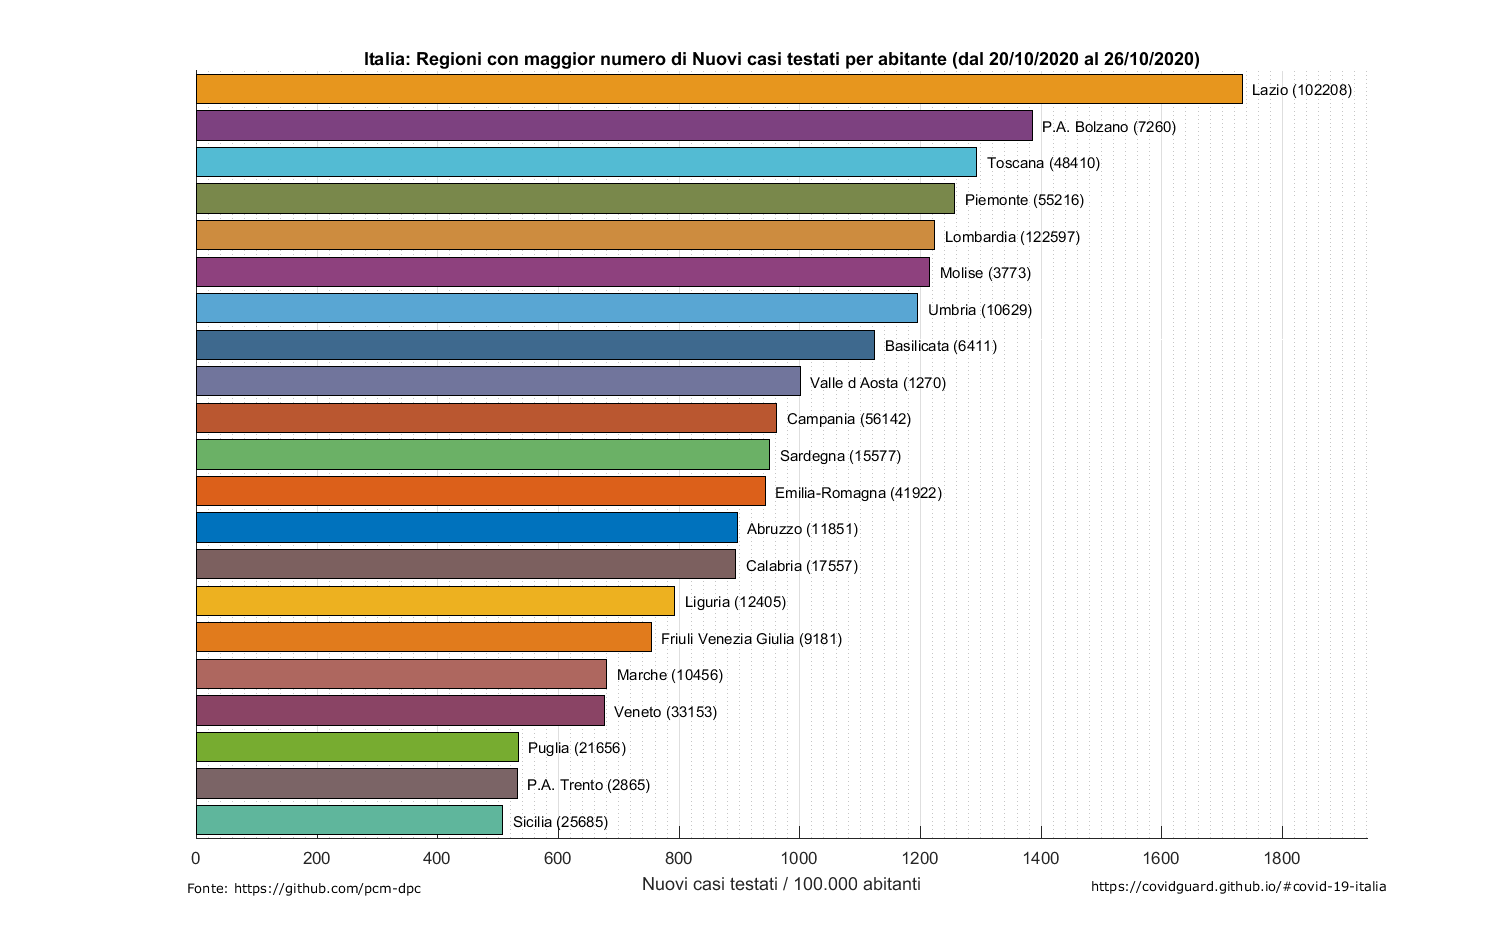 Italia: Regioni con maggior numero di Nuovi casi testati per abitante (dal 20/10/2020 al 26/10/2020)
Lazio (102208)
P.A. Bolzano (7260)
Toscana (48410)
Piemonte (55216)
Lombardia (122597)
Molise (3773)
Umbria (10629)
Basilicata (6411)
Valle d Aosta (1270)
Campania (56142)
Sardegna (15577)
Emilia-Romagna (41922)
Abruzzo (11851)
Calabria (17557)
Liguria (12405)
Friuli Venezia Giulia (9181)
Marche (10456)
Veneto (33153)
Puglia (21656)
P.A. Trento (2865)
Sicilia (25685)
0 200 400 600 800 1000 1200 1400 1600 1800
Nuovi casi testati / 100.000 abitanti
Fonte: https://github.com/pcm-dpc
https://covidguard.github.io/#covid-19-italia